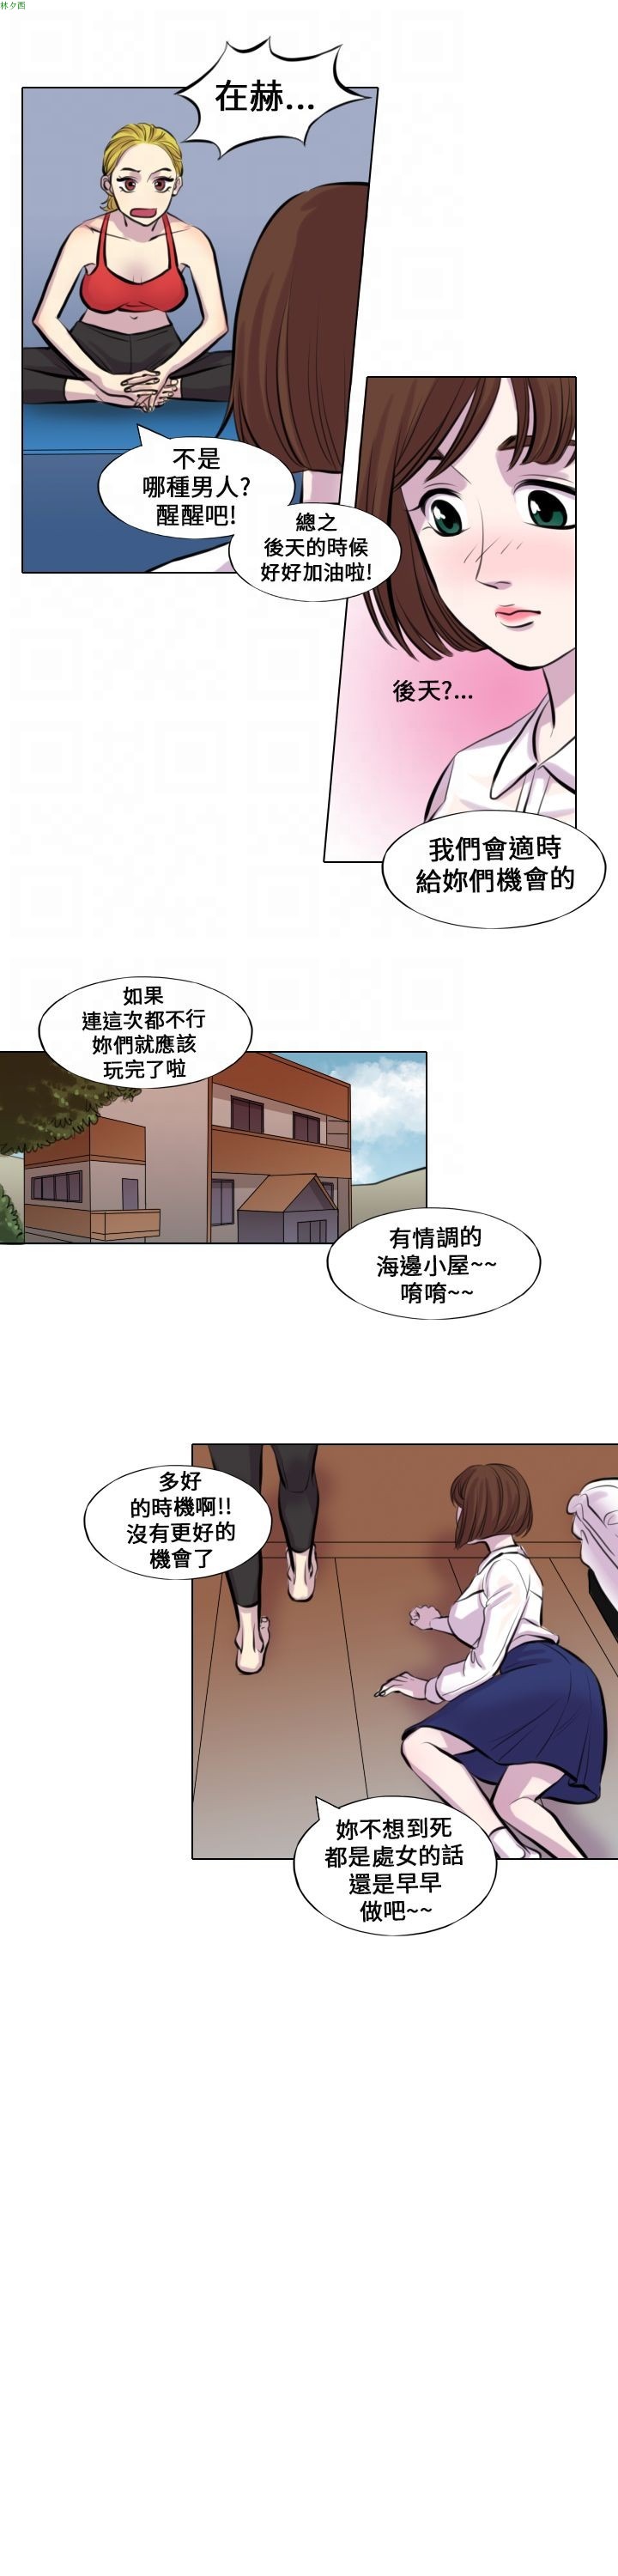 林夕西
在赫...
不是
哪種男人?
醒醒吧!
總之
後天的時候
好好加油啦!
後天?...
我們會適時
給妳們機會的
如果
連這次都不行
妳們就應該
玩完了啦
有情調的
海邊小屋~~
唷唷~~
多好
的時機啊!!
沒有更好的
機會了
妳不想到死
都是處女的話
還是早早
做吧~~